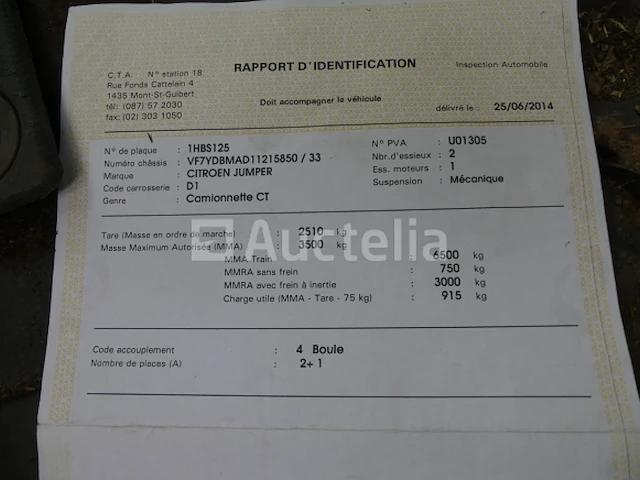 C.T.A. N° station 18
Rue Fonds Cattelain 4
1435 Mont-St-Guibert
tél: (087) 57 2030
fax: (02) 303 1050
RAPPORT D'IDENTIFICATION
Inspection Automobile
Doit accompagner le véhicule
délivré le : 25/06/2014
N° de plaque : 1HBS125
Numéro châssis : VF7YDBMAD11215850 / 33
Marque : CITROEN JUMPER
Code carrosserie : D1
Genre : Camionnette CT
N° PVA : U01305
Nbr.d'essieux : 2
Ess. moteurs : 1
Suspension : Mécanique
Tare (Masse en ordre de marche) : 2510 kg
Masse Maximum Autorisée (MMA) : 3500 kg
MMA Train : 6500 kg
MMRA sans frein : 750 kg
MMRA avec frein à inertie : 3000 kg
Charge utile (MMA - Tare - 75 kg) : 915 kg
Auctelia
Code accouplement : 4 Boule
Nombre de places (A) : 2+1